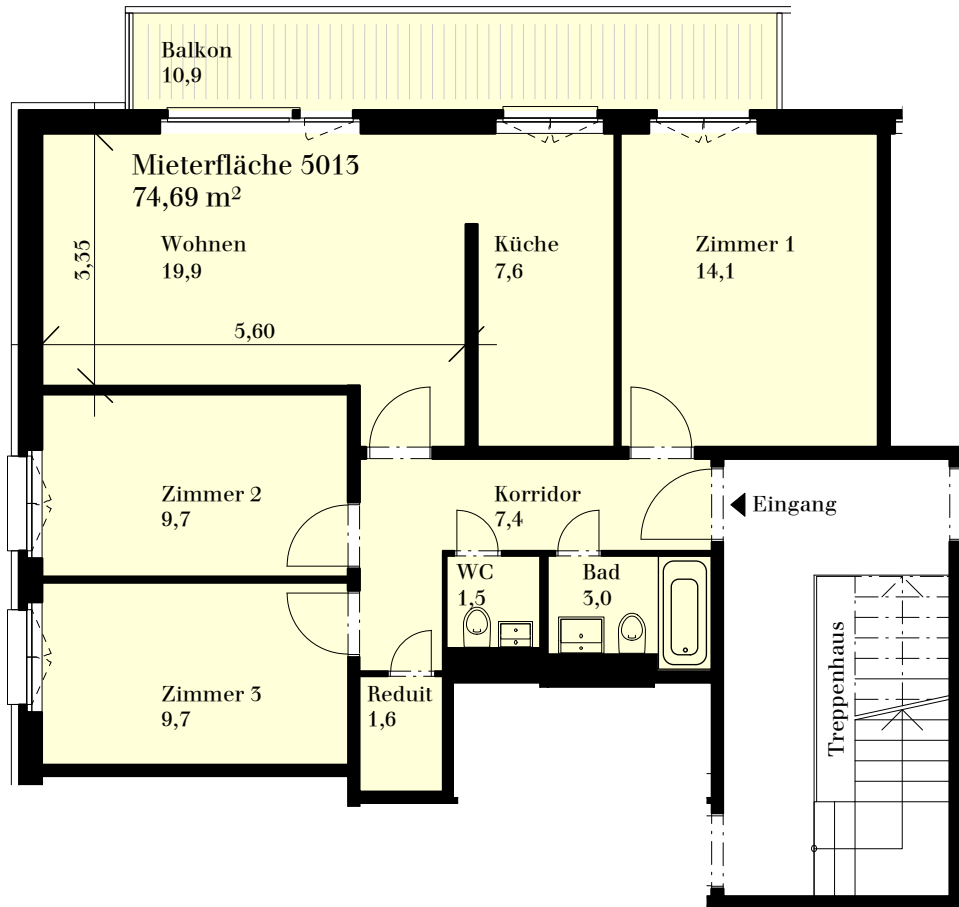 Balkon
10,9
Mieterfläche 5013
74,69 m²
Wohnen
19,9
3,35
5,60
Küche
7,6
Zimmer 1
14,1
Zimmer 2
9,7
Korridor
7,4
Eingang
WC
1,5
Bad
3,0
Zimmer 3
9,7
Reduit
1,6
Treppenhaus